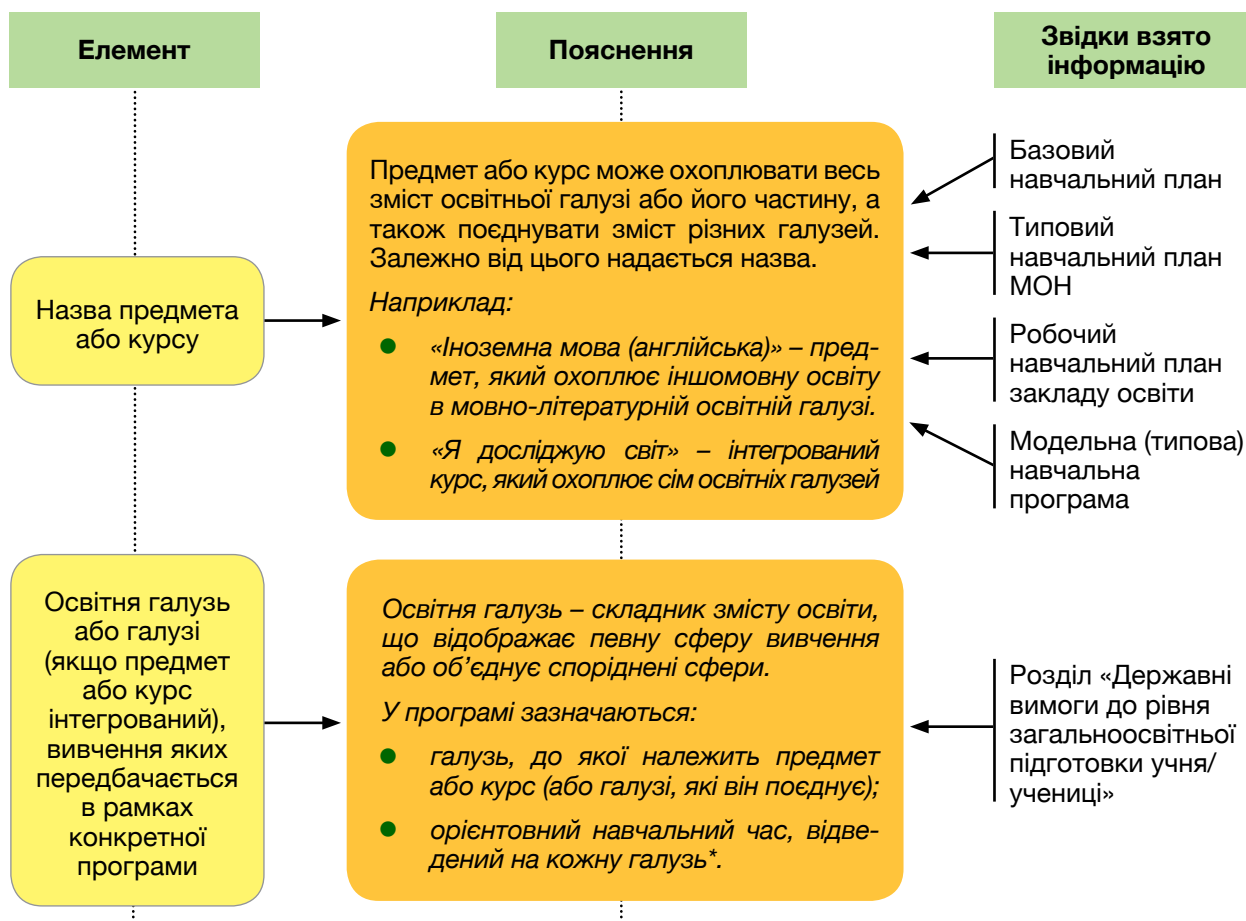 Елемент
Пояснення
Звідки взято
інформацію
Назва предмета
або курсу
Предмет або курс може охоплювати весь
зміст освітньої галузі або його частину, а
також поєднувати зміст різних галузей.
Залежно від цього надається назва.
Наприклад:
● «Іноземна мова (англійська)» – пред-
мет, який охоплює іншомовну освіту
в мовно-літературній освітній галузі.
● «Я досліджую світ» – інтегрований
курс, який охоплює сім освітніх галузей
Базовий
навчальний план
Типовий
навчальний план
МОН
Робочий
навчальний план
закладу освіти
Модельна (типова)
навчальна
програма
Освітня галузь
або галузі
(якщо предмет
або курс
інтегрований),
вивчення яких
передбачається
в рамках
конкретної
програми
Освітня галузь – складник змісту освіти,
що відображає певну сферу вивчення
або об’єднує споріднені сфери.
У програмі зазначаються:
● галузь, до якої належить предмет
або курс (або галузі, які він поєднує);
● орієнтовний навчальний час, відве-
дений на кожну галузь*.
Розділ «Державні
вимоги до рівня
загальноосвітньої
підготовки учня/
учениці»